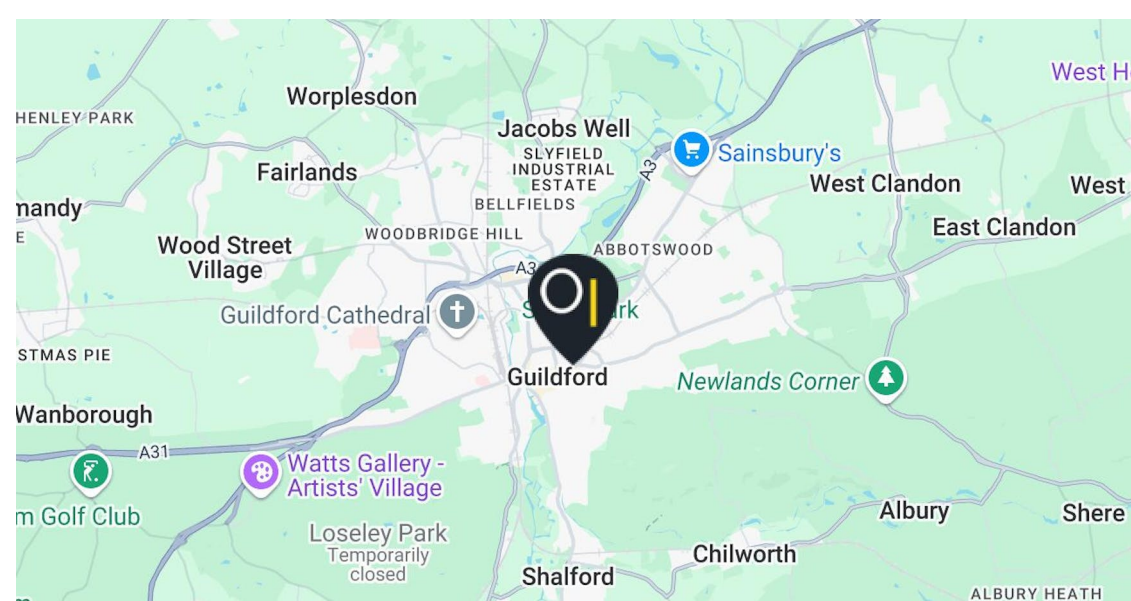 West H
Worplesdon
HENLEY PARK
Jacobs Well
SLYFIELD
INDUSTRIAL
ESTATE
A3
Sainsbury's
Fairlands
West Clandon
West
mandy
E
BELLFIELDS
WOODBRIDGE HILL
ABBOTSWOOD
East Clandon
Wood Street
Village
A3
Guildford Cathedral
S rk
STMAS PIE
Guildford
Newlands Corner
Wanborough
A31
Watts Gallery -
Artists' Village
m Golf Club
Loseley Park
Temporarily
closed
Albury
Shere
Chilworth
Shalford
ALBURY HEATH